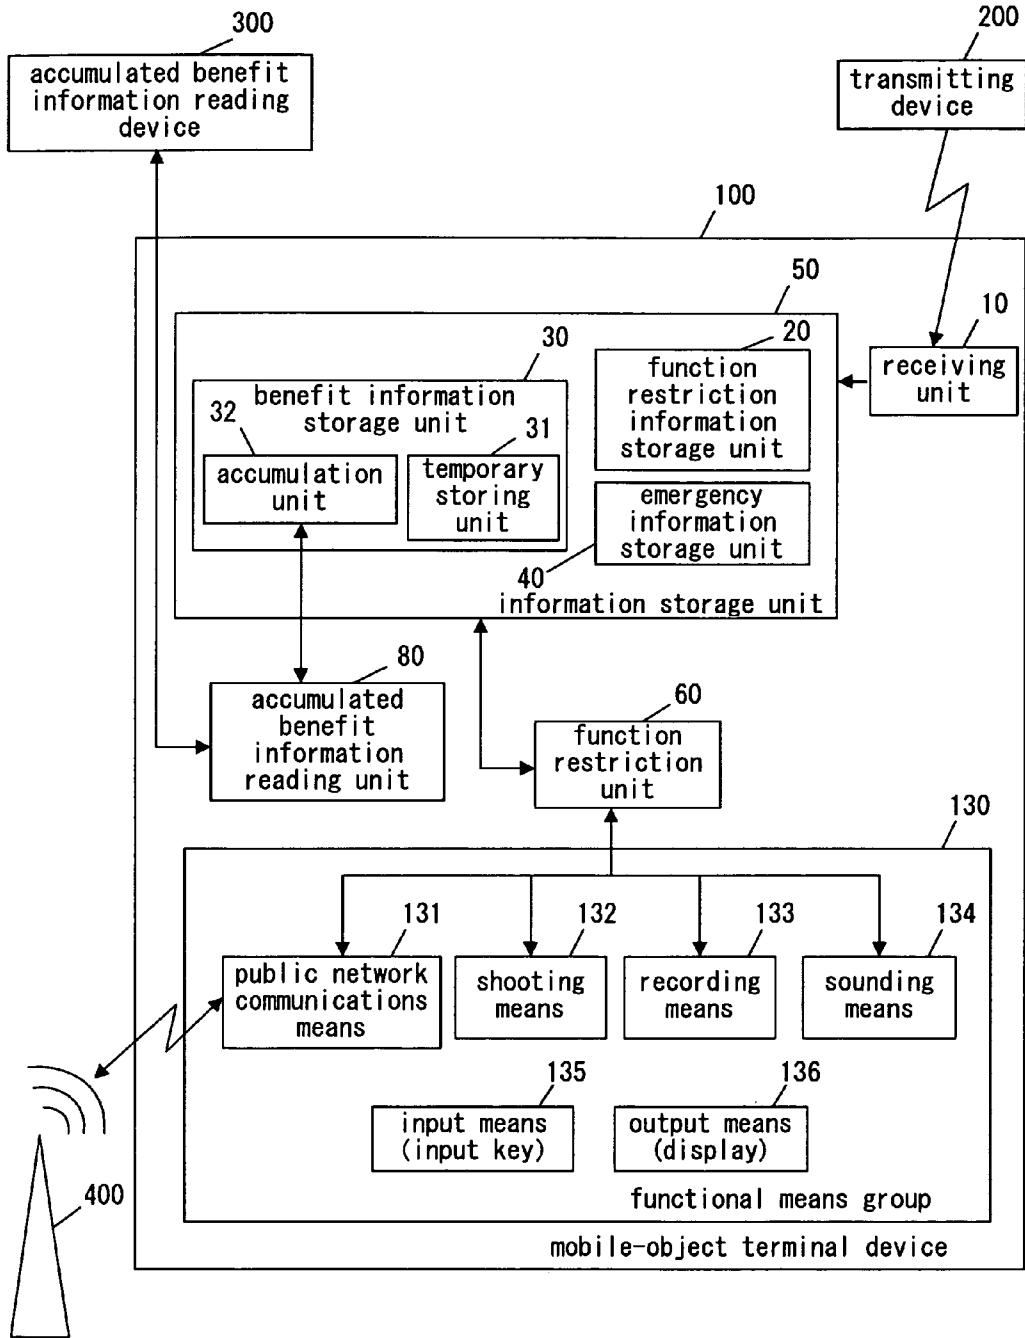 300
accumulated benefit
information reading
device
200
transmitting
device
100
50
10
receiving
unit
20
function
restriction
information
storage unit
30
benefit information
storage unit
32
accumulation
unit
31
temporary
storing
unit
emergency
information
storage unit
40
information storage unit
80
accumulated
benefit
information
reading unit
60
function
restriction
unit
130
131
public network
communications
means
132
shooting
means
133
recording
means
134
sounding
means
135
input means
(input key)
136
output means
(display)
functional means group
mobile-object terminal device
400